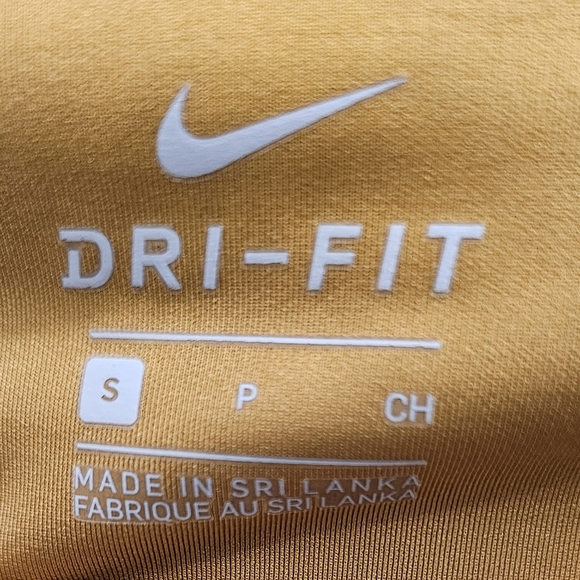 DRI-FIT
S P CH
MADE IN SRI LANKA
FABRIQUE AU SRI LANKA